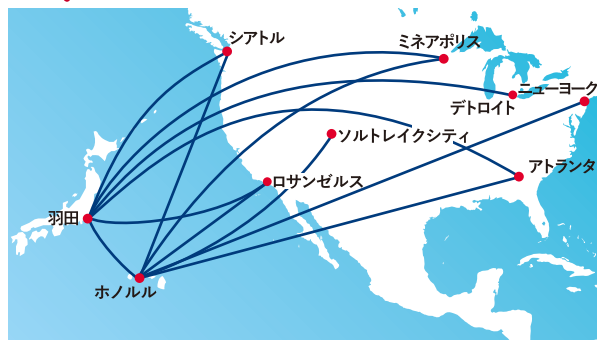 シアトル
ミネアポリス
ニューヨーク
デトロイト
ソルトレイクシティ
アトランタ
ロサンゼルス
羽田
ホノルル